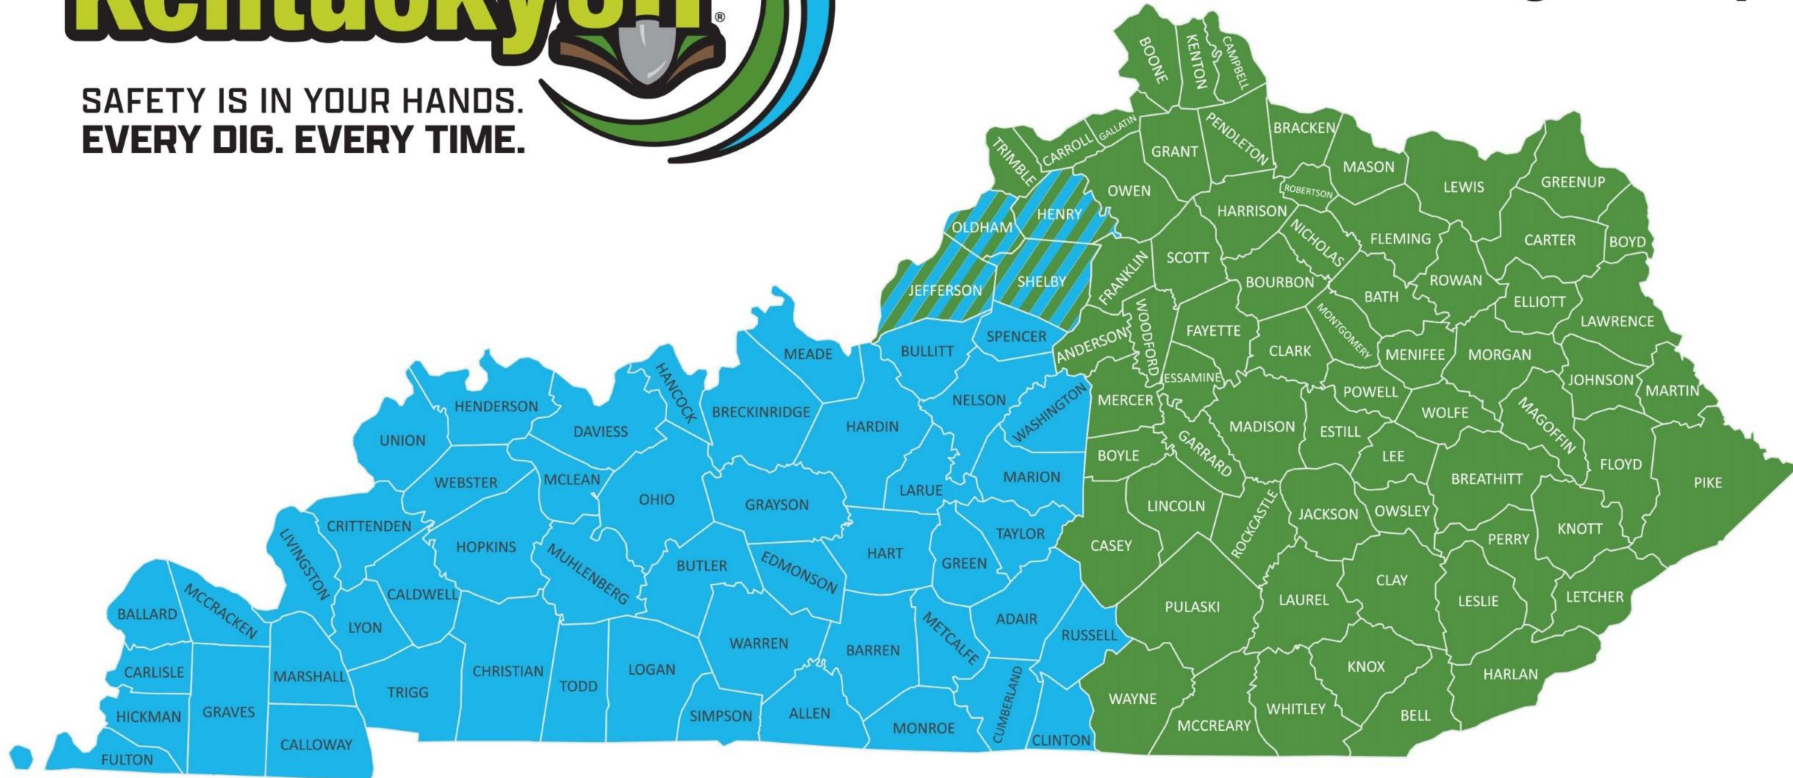 Kentucky811®
SAFETY IS IN YOUR HANDS.
EVERY DIG. EVERY TIME.
BOONE
KENTON
CAMPBELL
TRIMBLE
CARROLL
GALLATIN
GRANT
PENDLETON
BRACKEN
MASON
LEWIS
GREENUP
OWEN
ROBERTSON
HENRY
OLDHAM
HARRISON
NICHOLAS
FLEMING
CARTER
BOYD
JEFFERSON
SHELBY
FRANKLIN
SCOTT
BOURBON
BATH
ROWAN
ELLIOTT
LAWRENCE
MEADE
BULLITT
SPENCER
ANDERSON
WOODFORD
FAYETTE
CLARK
MONTGOMERY
MENIFEE
MORGAN
JOHNSON
MARTIN
HENDERSON
HANCOCK
BRECKINRIDGE
NELSON
WASHINGTON
MERCER
ESSAMINE
POWELL
WOLFE
MAGOFFIN
UNION
DAVIESS
HARDIN
MADISON
ESTILL
LEE
FLOYD
PIKE
WEBSTER
MCLEAN
OHIO
GRAYSON
LARUE
MARION
BOYLE
GARRARD
BREATHITT
CRITTENDEN
LIVINGSTON
HOPKINS
MUHLENBERG
BUTLER
EDMONSON
HART
GREEN
TAYLOR
CASEY
LINCOLN
ROCKCASTLE
JACKSON
OWSLEY
PERRY
KNOTT
BALLARD
MCCRACKEN
LYON
CALDWELL
WARREN
BARREN
METCALFE
ADAIR
RUSSELL
PULASKI
LAUREL
CLAY
LESLIE
LETCHER
CARLISLE
MARSHALL
TRIGG
CHRISTIAN
TODD
LOGAN
KNOX
HARLAN
HICKMAN
GRAVES
SIMPSON
ALLEN
MONROE
CUMBERLAND
CLINTON
WAYNE
MCCREARY
WHITLEY
BELL
FULTON
CALLOWAY